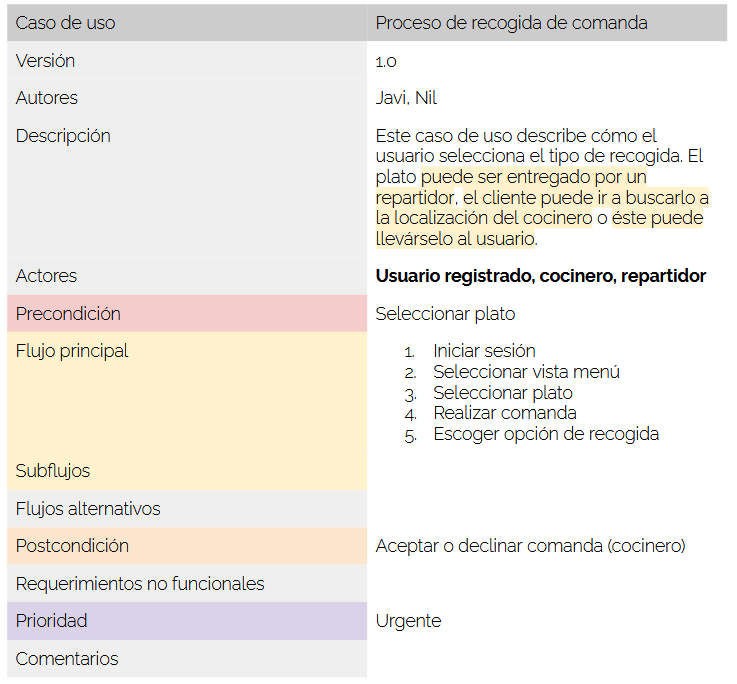 Caso de uso
Proceso de recogida de comanda
Versión
1.0
Autores
Javi, Nil
Descripción
Este caso de uso describe cómo el
usuario selecciona el tipo de recogida. El
plato puede ser entregado por un
repartidor, el cliente puede ir a buscarlo a
la localización del cocinero o éste puede
llevárselo al usuario.
Actores
Usuario registrado, cocinero, repartidor
Precondición
Seleccionar plato
Flujo principal
1. Iniciar sesión
2. Seleccionar vista menú
3. Seleccionar plato
4. Realizar comanda
5. Escoger opción de recogida
Subflujos
Flujos alternativos
Postcondición
Aceptar o declinar comanda (cocinero)
Requerimientos no funcionales
Prioridad
Urgente
Comentarios